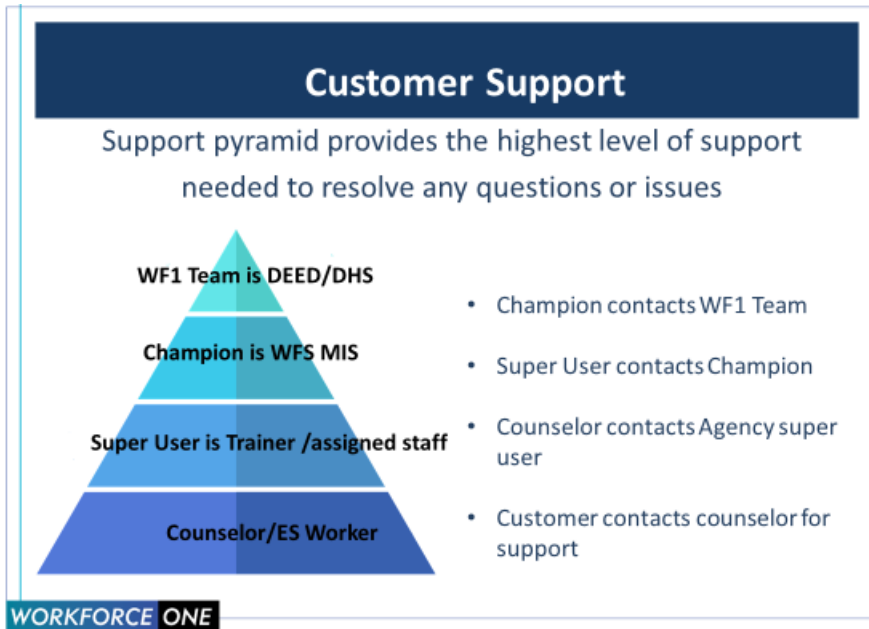 Customer Support
Support pyramid provides the highest level of support
needed to resolve any questions or issues
WF1 Team is DEED/DHS
Champion is WFS MIS
Super User is Trainer /assigned staff
Counselor/ES Worker
• Champion contacts WF1 Team
• Super User contacts Champion
• Counselor contacts Agency super
user
• Customer contacts counselor for
support
WORKFORCE ONE